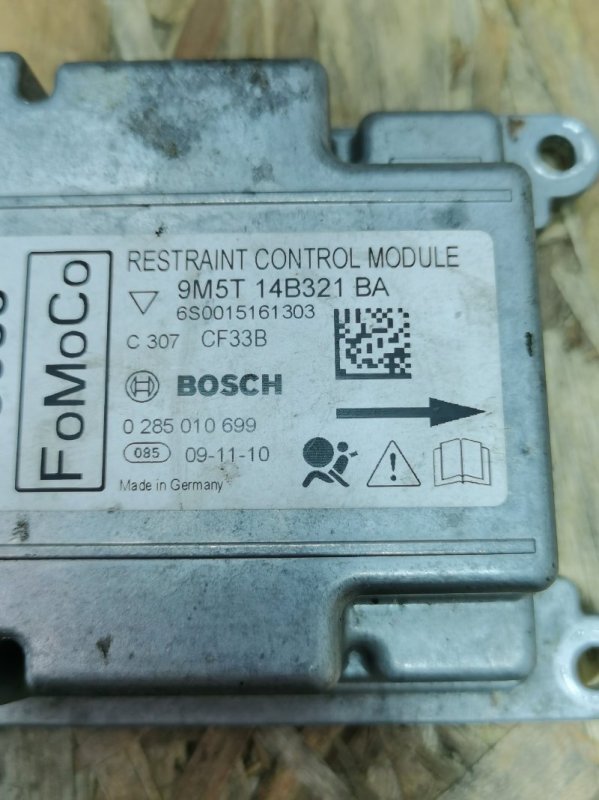 FoMoCo
RESTRAINT CONTROL MODULE
9M5T 14B321 BA
6S0015161303
C 307 CF33B
BOSCH
0 285 010 699
085 09-11-10
Made in Germany